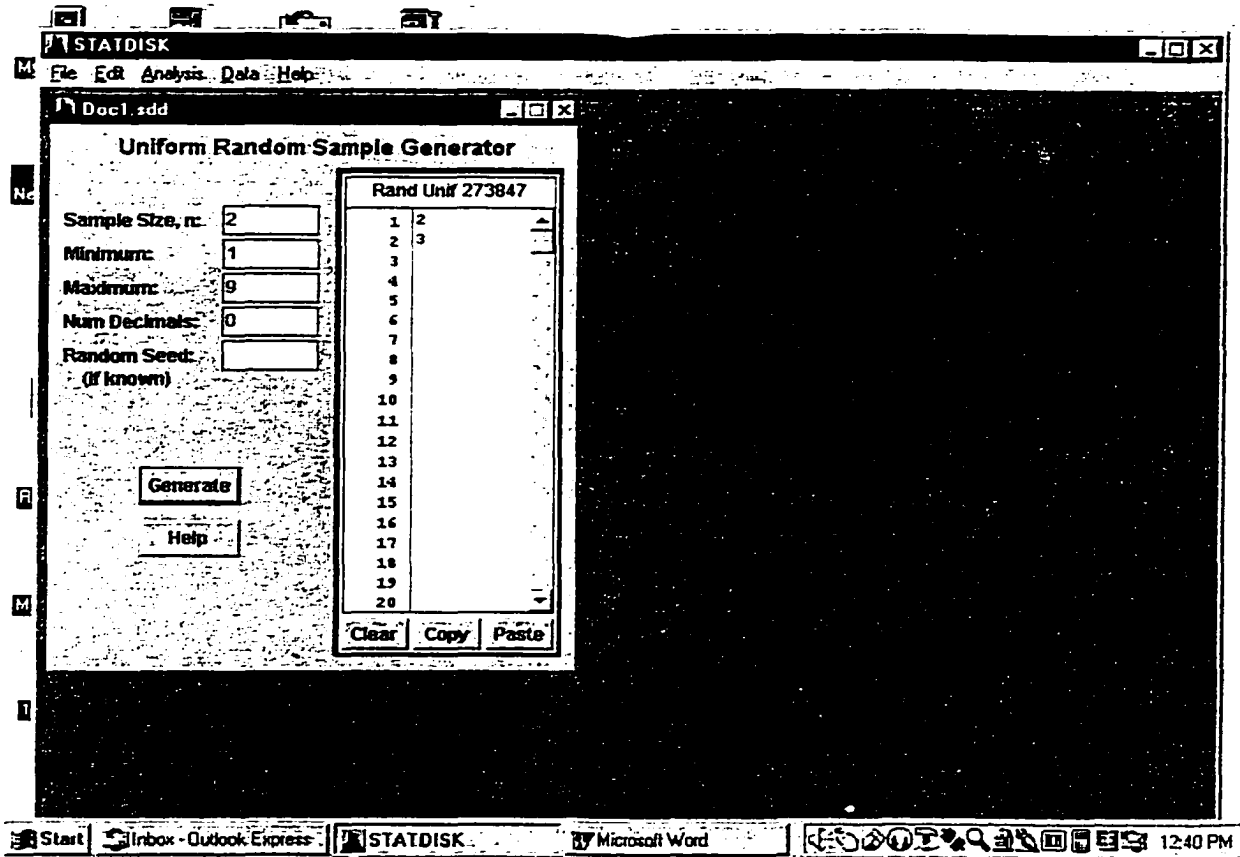 STATDISK
File Edit Analysis Data Help
Doc1.sdd
Uniform Random Sample Generator
Rand Unif 273847
Sample Size, n: 2
Minimum: 1
Maximum: 9
Num Decimals: 0
Random Seed:
(if known)
1 2
2 3
3
4
5
6
7
8
9
10
11
12
13
14
15
16
17
18
19
20
Generate
Help
Clear Copy Paste
Start Inbox - Outlook Express STATDISK Microsoft Word 12:40 PM